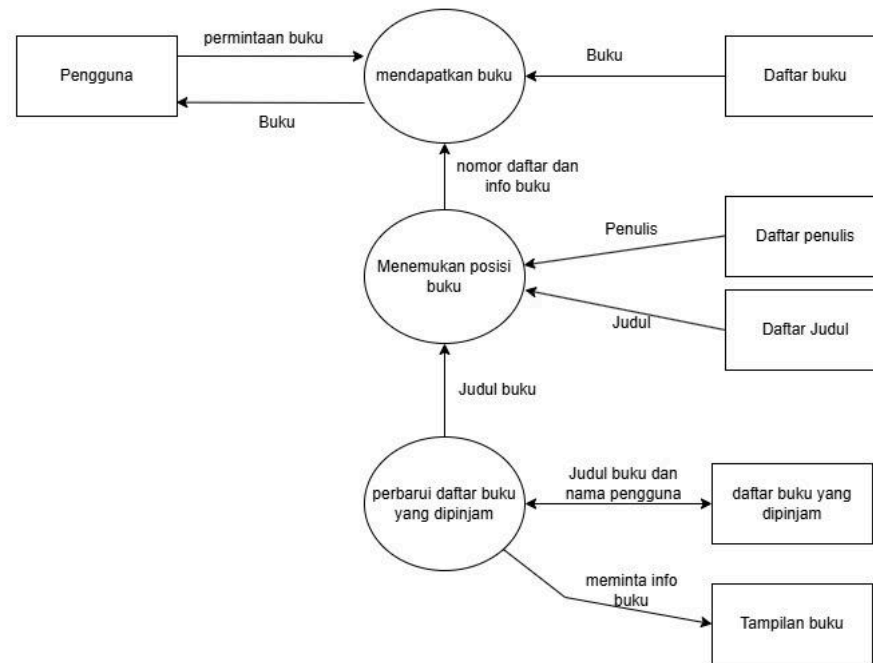 permintaan buku
Pengguna
mendapatkan buku
Buku
Daftar buku
Buku
nomor daftar dan
info buku
Penulis
Daftar penulis
Menemukan posisi
buku
Judul
Daftar Judul
Judul buku
perbarui daftar buku
yang dipinjam
Judul buku dan
nama pengguna
daftar buku yang
dipinjam
meminta info
buku
Tampilan buku